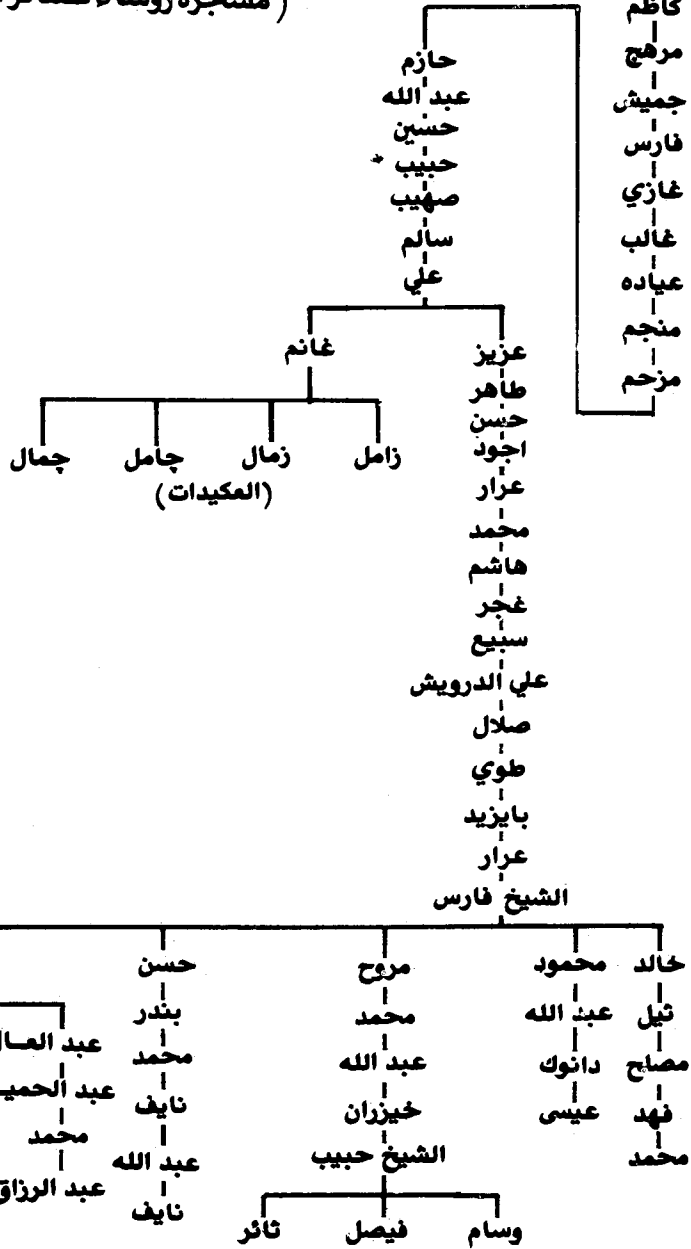 كاظم
مرهج
جميش
فارس
غازي
غالب
عياده
منجم
مزحم
حازم
عبد الله
حسين
حبيب *
صهيب
سالم
علي
عزيز
طاهر
حسن
اجود
عرار
محمد
هاشم
غجر
سبيع
علي الدرويش
صلال
طوي
بايزيد
عرار
الشيخ فارس
غانم
زامل زمال چامل چمال
(العكيدات)
خالد
ثيل
مصلح
فهد
محمد
محمود
عبد الله
دانوك
عيسى
مروح
محمد
عبد الله
خيزران
الشيخ حبيب
وسام فيصل ثائر
حسن
بندر
محمد
نايف
عبد الله
نايف
عبد
عبد
محمد
عبد الرزاق